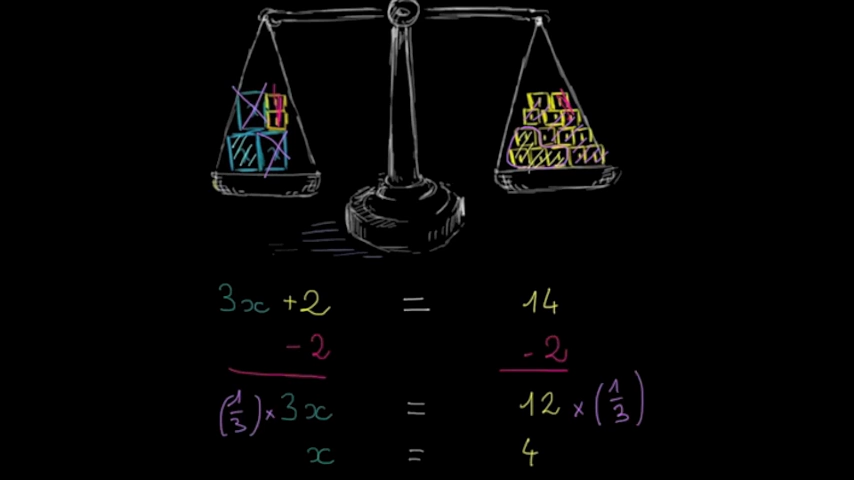 3x + 2 = 14
- 2 - 2
(1/3) × 3x = 12 × (1/3)
x = 4